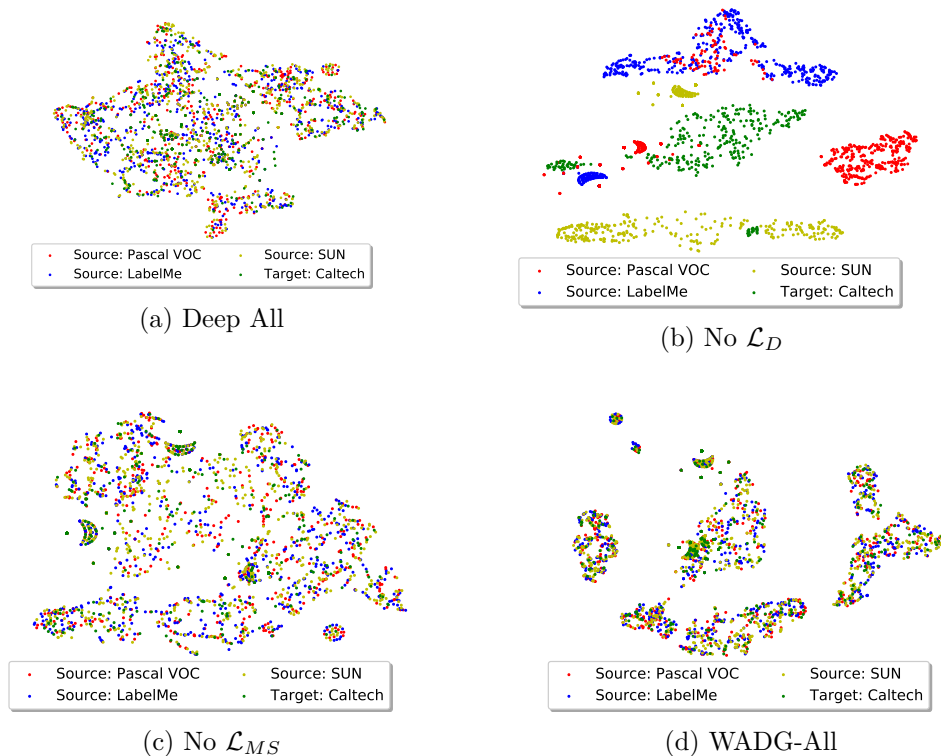 Source: Pascal VOC Source: SUN
Source: LabelMe Target: Caltech
(a) Deep All
Source: Pascal VOC Source: SUN
Source: LabelMe Target: Caltech
(b) No ℒ_D
Source: Pascal VOC Source: SUN
Source: LabelMe Target: Caltech
(c) No ℒ_{MS}
Source: Pascal VOC Source: SUN
Source: LabelMe Target: Caltech
(d) WADG-All